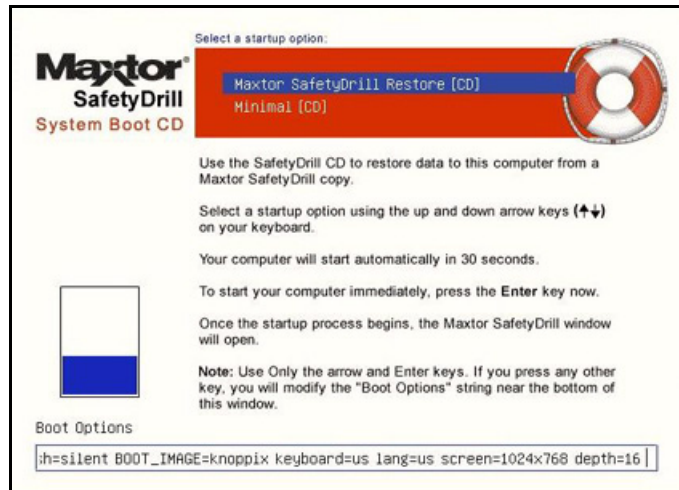 Select a startup option:
Maxtor®
SafetyDrill
System Boot CD
Maxtor SafetyDrill Restore [CD]
Minimal [CD]
Use the SafetyDrill CD to restore data to this computer from a
Maxtor SafetyDrill copy.
Select a startup option using the up and down arrow keys (↑↓)
on your keyboard.
Your computer will start automatically in 30 seconds.
To start your computer immediately, press the Enter key now.
Once the startup process begins, the Maxtor SafetyDrill window
will open.
Note: Use Only the arrow and Enter keys. If you press any other
key, you will modify the "Boot Options" string near the bottom of
this window.
Boot Options
h=silent BOOT_IMAGE=knoppix keyboard=us lang=us screen=1024x768 depth=16